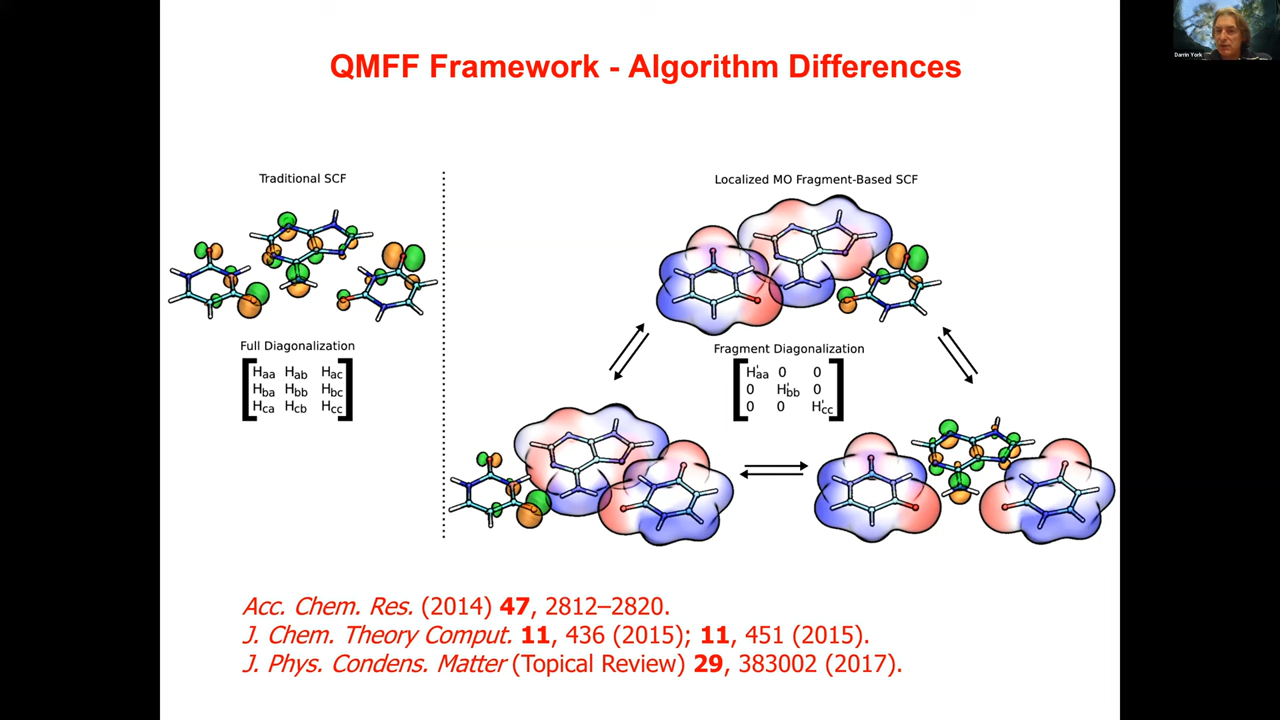 Darrin York
QMFF Framework - Algorithm Differences
Traditional SCF
Full Diagonalization
Haa Hab Hac
Hba Hbb Hbc
Hca Hcb Hcc
Localized MO Fragment-Based SCF
Fragment Diagonalization
H'aa 0 0
0 H'bb 0
0 0 H'cc
Acc. Chem. Res. (2014) 47, 2812–2820.
J. Chem. Theory Comput. 11, 436 (2015); 11, 451 (2015).
J. Phys. Condens. Matter (Topical Review) 29, 383002 (2017).